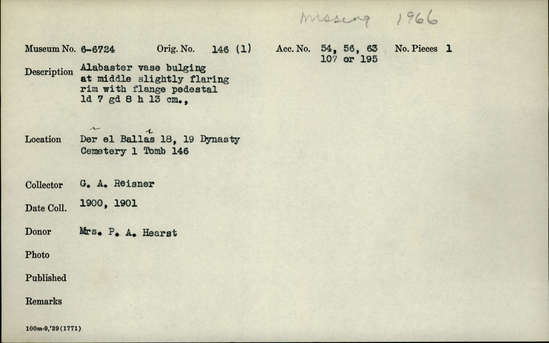 missing 1966
Museum No. 6-6724 Orig. No. 146 (1) Acc. No. 54, 56, 63 No. Pieces 1
107 or 195
Description Alabaster vase bulging
at middle slightly flaring
rim with flange pedestal
ld 7 gd 8 h 13 cm.,
Location Der el Ballas 18, 19 Dynasty
Cemetery 1 Tomb 146
Collector G. A. Reisner
Date Coll. 1900, 1901
Donor Mrs. P. A. Hearst
Photo
Published
Remarks
100m-9,'39(1771)